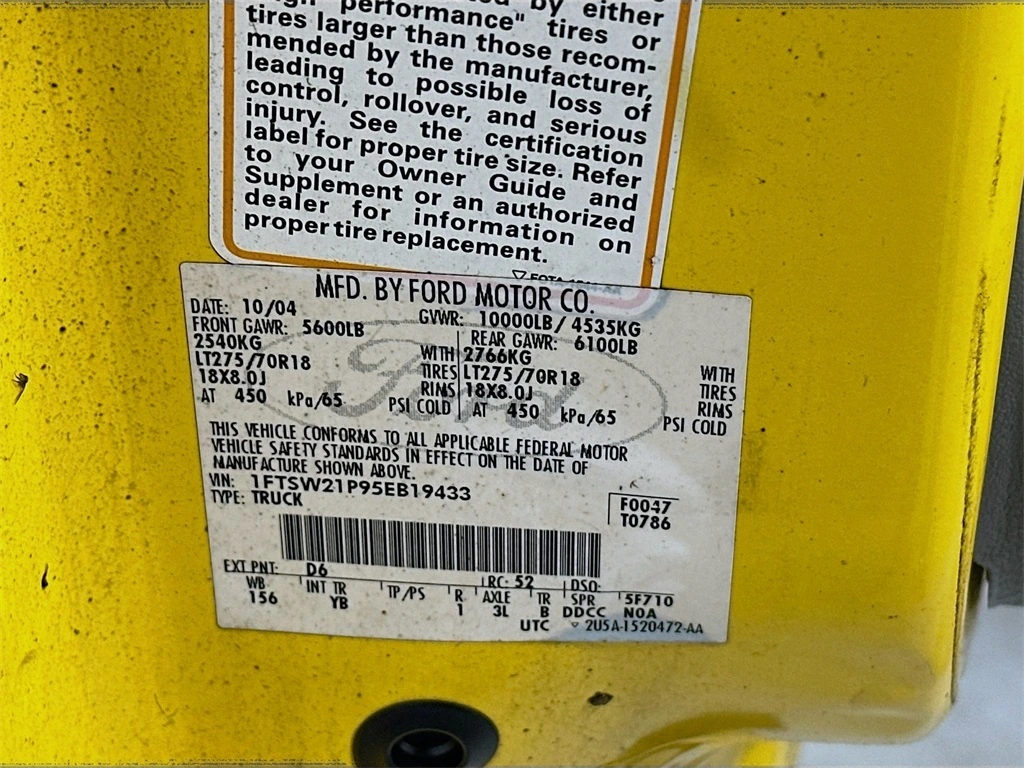 by either
performance" tires or
tires larger than those recom-
mended by the manufacturer,
leading to possible loss of
control, rollover, and serious
injury. See the certification
label for proper tire size. Refer
to your Owner Guide and
Supplement or an authorized
dealer for information on
proper tire replacement.
MFD. BY FORD MOTOR CO.
DATE: 10/04 GVWR: 10000LB / 4535KG
FRONT GAWR: 5600LB REAR GAWR: 6100LB
2540KG WITH 2766KG WITH
LT275/70R18 TIRES LT275/70R18 TIRES
18X8.0J RIMS 18X8.0J RIMS
AT 450 kPa/65 PSI COLD AT 450 kPa/65 PSI COLD
Ford
THIS VEHICLE CONFORMS TO ALL APPLICABLE FEDERAL MOTOR
VEHICLE SAFETY STANDARDS IN EFFECT ON THE DATE OF
MANUFACTURE SHOWN ABOVE.
VIN: 1FTSW21P95EB19433
TYPE: TRUCK
F0047
T0786
EXT PNT: D6 RC: 52 DSO:
WB INT TR TP/PS R AXLE TR SPR 5F710
156 YB 1 3L B DDCC N0A
UTC ▽ 2U5A-1520472-AA